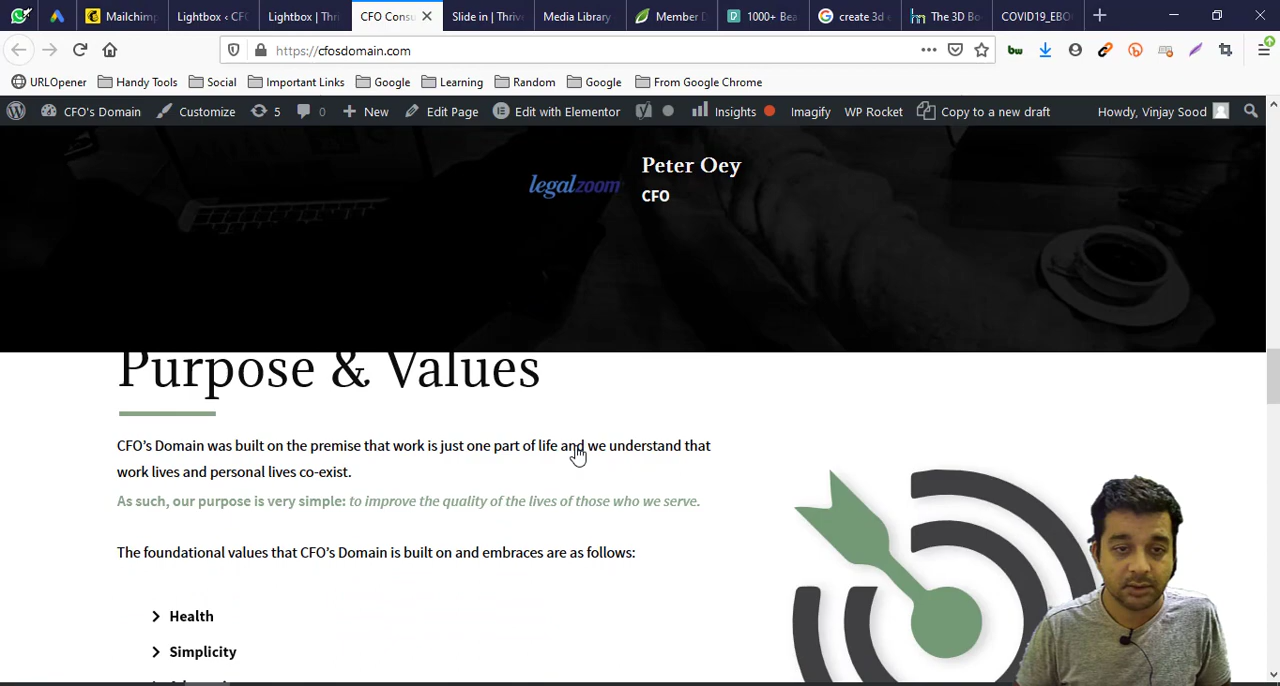 Mailchim
Lightbox ‹ CFO
Lightbox | Thri
CFO Consu
Slide in | Thrive
Media Library
Member D
1000+ Bea
create 3d e
The 3D Bo
COVID19_EBO
https://cfosdomain.com
URLOpener
Handy Tools
Social
Important Links
Google
Learning
Random
Google
From Google Chrome
CFO's Domain
Customize
5
0
New
Edit Page
Edit with Elementor
Insights
Imagify
WP Rocket
Copy to a new draft
Howdy, Vinjay Sood
legalzoom
Peter Oey
CFO
Purpose & Values
CFO’s Domain was built on the premise that work is just one part of life and we understand that
work lives and personal lives co-exist.
As such, our purpose is very simple: to improve the quality of the lives of those who we serve.
The foundational values that CFO’s Domain is built on and embraces are as follows:
Health
Simplicity